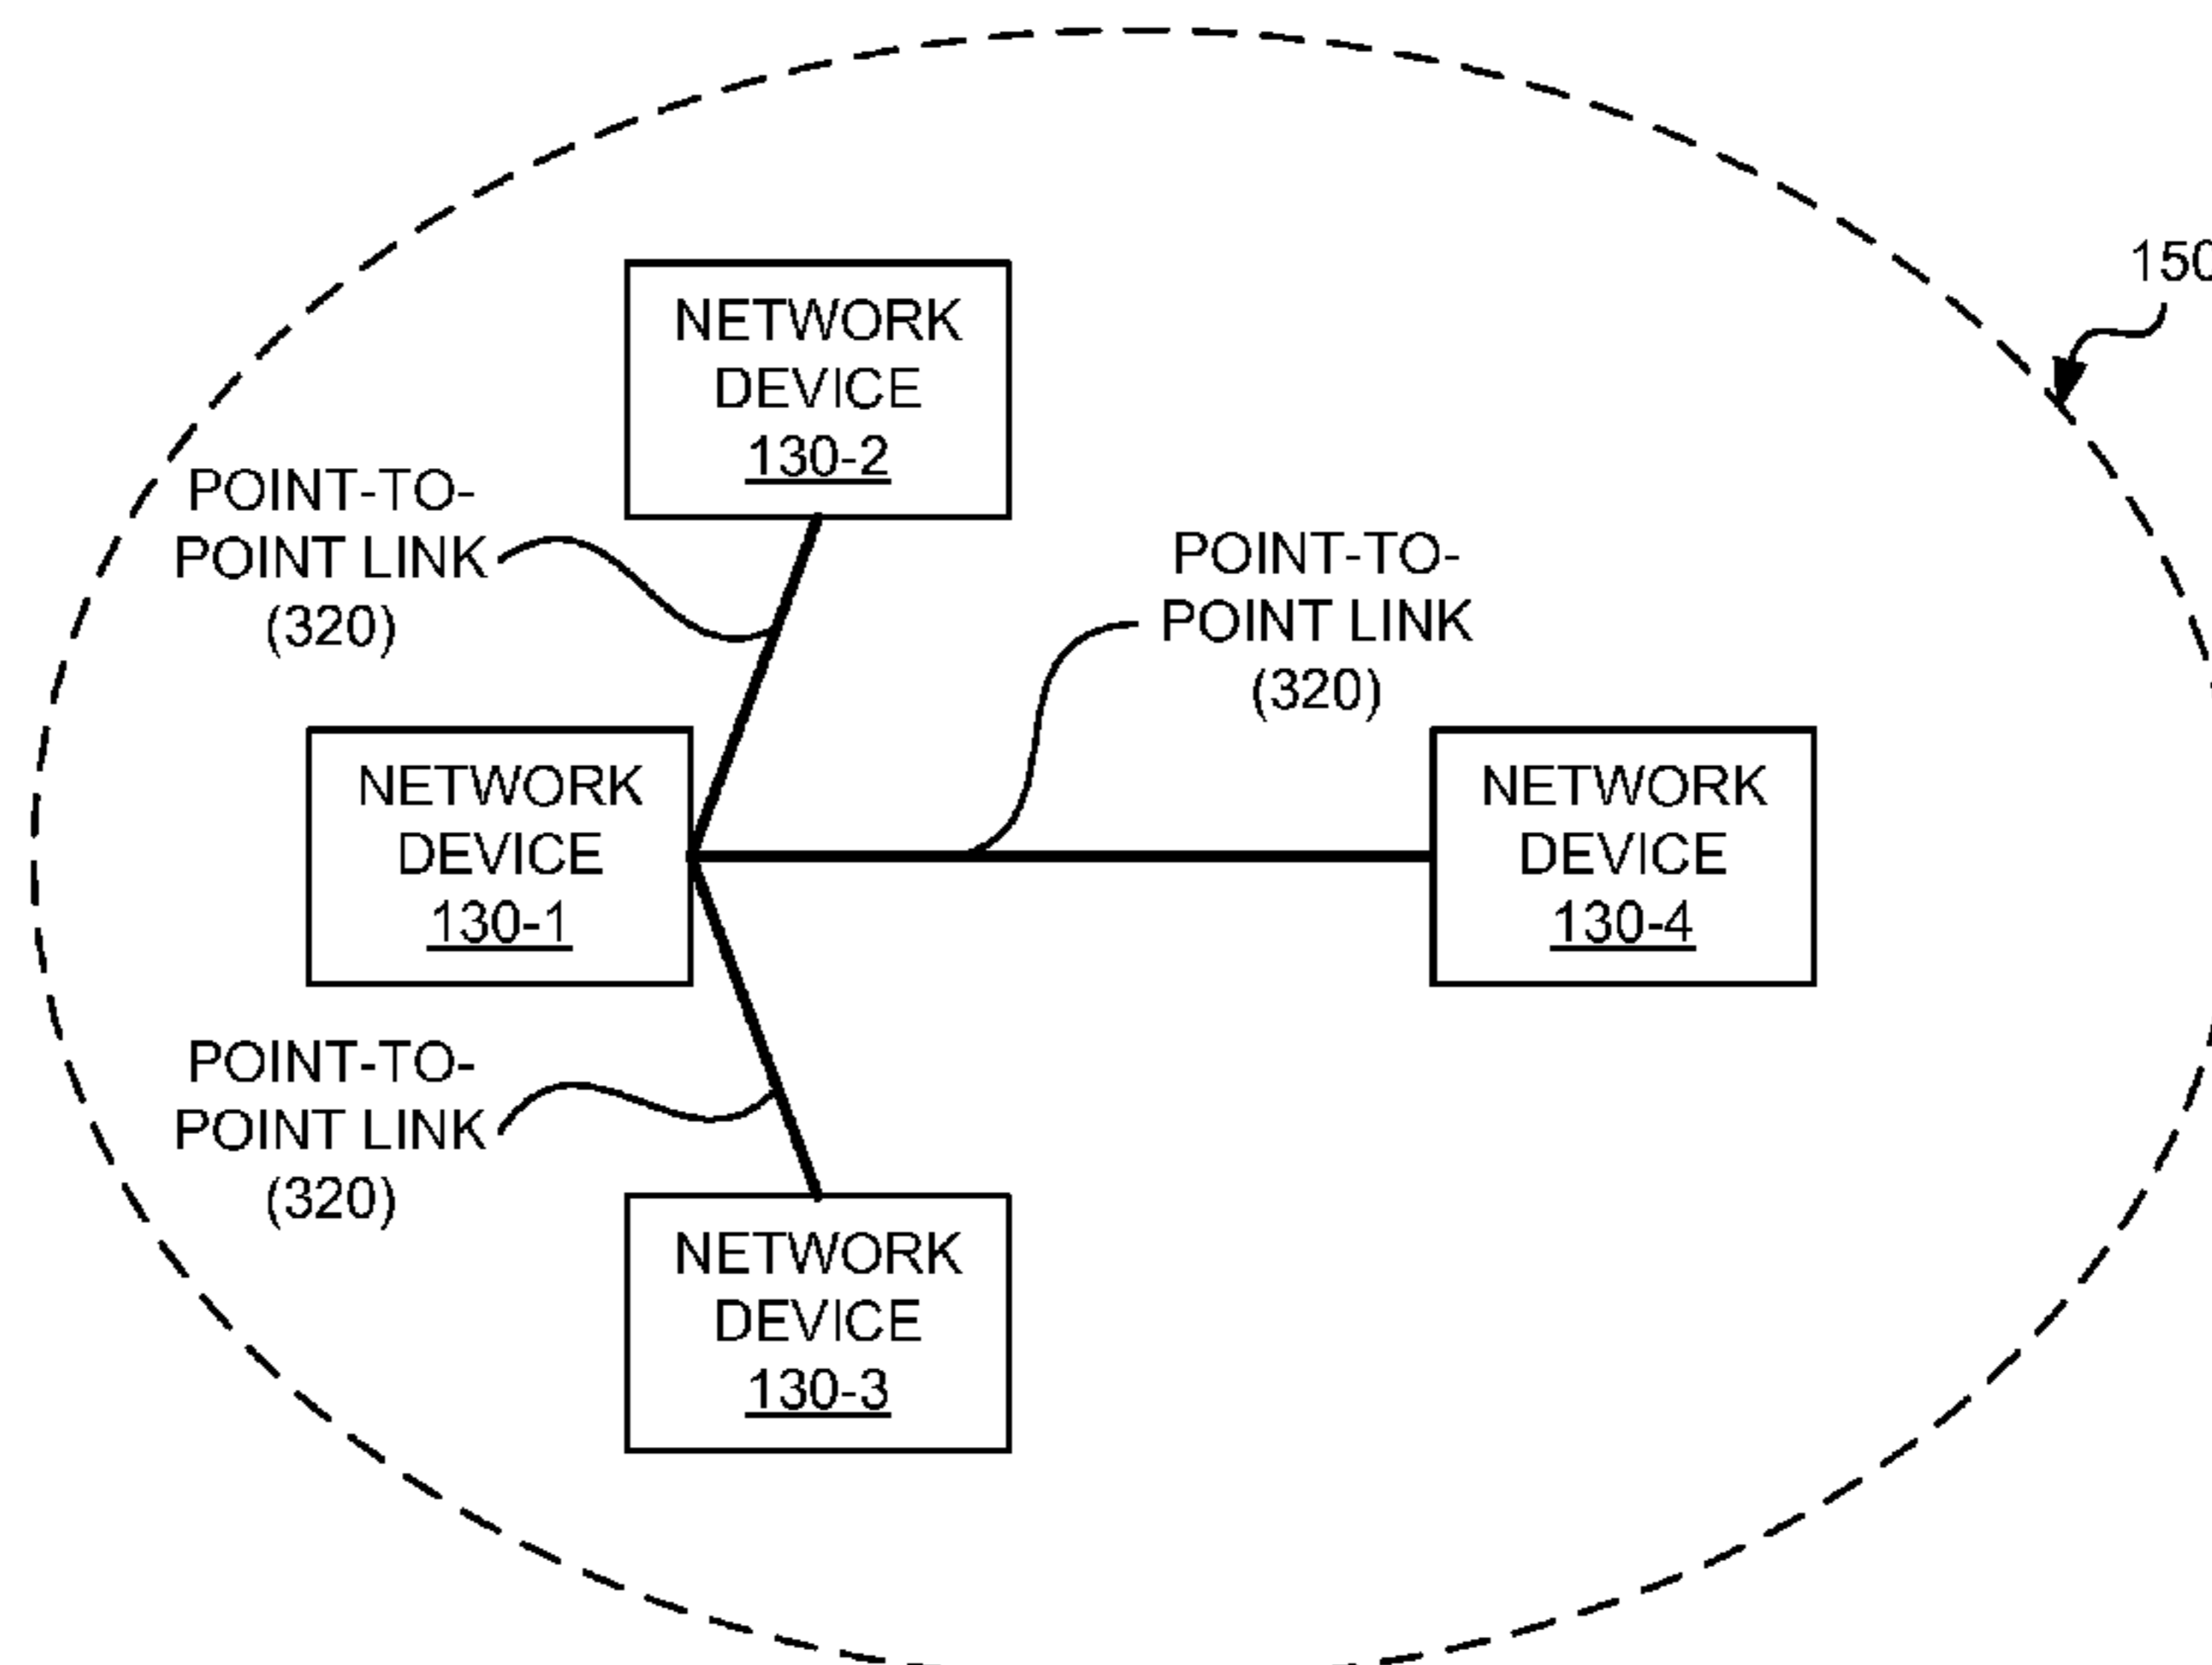 150
NETWORK
DEVICE
130-2
POINT-TO-
POINT LINK
(320)
POINT-TO-
POINT LINK
(320)
NETWORK
DEVICE
130-1
NETWORK
DEVICE
130-4
POINT-TO-
POINT LINK
(320)
NETWORK
DEVICE
130-3